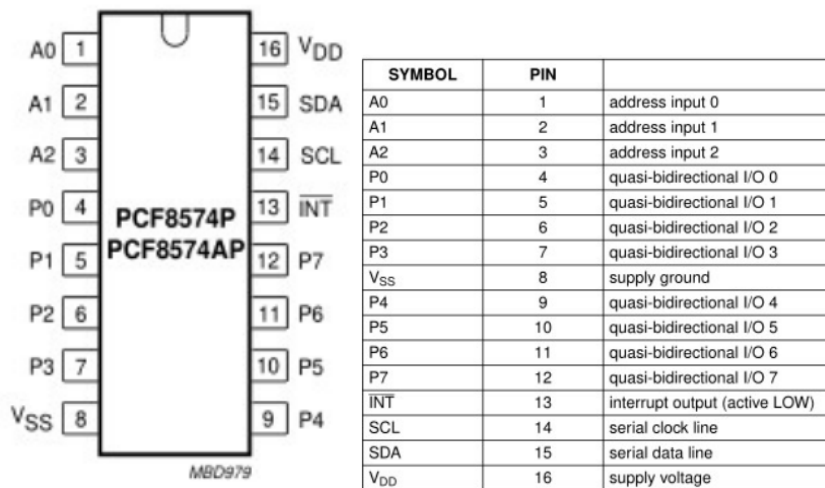 A0 1 16 VDD
A1 2 15 SDA
A2 3 14 SCL
P0 4 13 INT
PCF8574P
PCF8574AP
P1 5 12 P7
P2 6 11 P6
P3 7 10 P5
VSS 8 9 P4
MBD979
SYMBOL PIN
A0 1 address input 0
A1 2 address input 1
A2 3 address input 2
P0 4 quasi-bidirectional I/O 0
P1 5 quasi-bidirectional I/O 1
P2 6 quasi-bidirectional I/O 2
P3 7 quasi-bidirectional I/O 3
VSS 8 supply ground
P4 9 quasi-bidirectional I/O 4
P5 10 quasi-bidirectional I/O 5
P6 11 quasi-bidirectional I/O 6
P7 12 quasi-bidirectional I/O 7
INT 13 interrupt output (active LOW)
SCL 14 serial clock line
SDA 15 serial data line
VDD 16 supply voltage